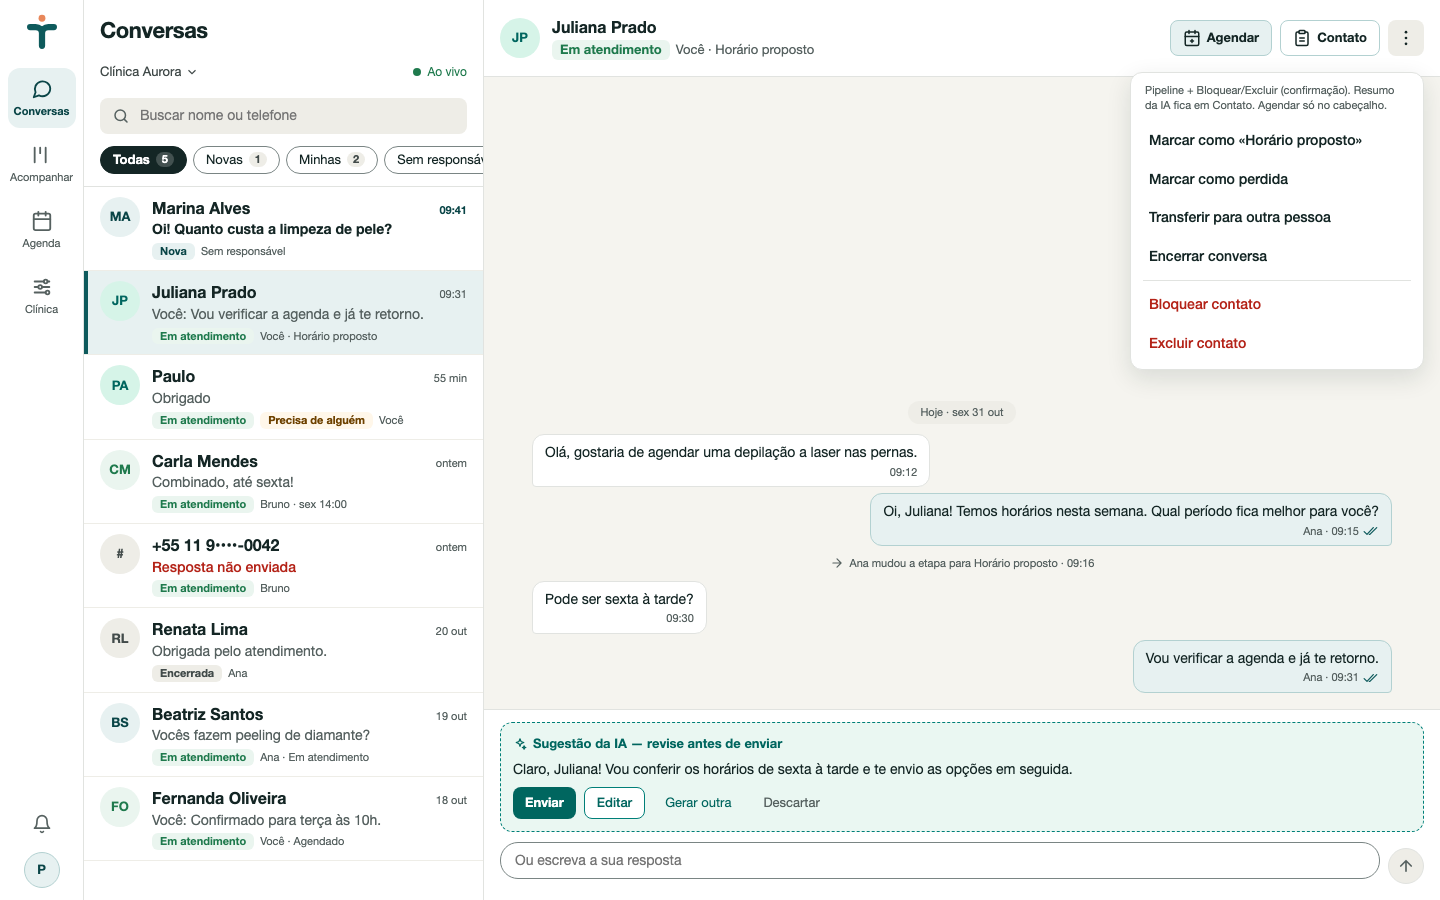 Conversas
Acompanhar
Agenda
Clínica
P
Conversas
Clínica Aurora
Ao vivo
Buscar nome ou telefone
Todas 5
Novas 1
Minhas 2
Sem responsáv
MA
Marina Alves
09:41
Oi! Quanto custa a limpeza de pele?
Nova Sem responsável
JP
Juliana Prado
09:31
Você: Vou verificar a agenda e já te retorno.
Em atendimento Você · Horário proposto
PA
Paulo
55 min
Obrigado
Em atendimento Precisa de alguém Você
CM
Carla Mendes
ontem
Combinado, até sexta!
Em atendimento Bruno · sex 14:00
#
+55 11 9••••-0042
ontem
Resposta não enviada
Em atendimento Bruno
RL
Renata Lima
20 out
Obrigada pelo atendimento.
Encerrada Ana
BS
Beatriz Santos
19 out
Vocês fazem peeling de diamante?
Em atendimento Ana · Em atendimento
FO
Fernanda Oliveira
18 out
Você: Confirmado para terça às 10h.
Em atendimento Você · Agendado
JP
Juliana Prado
Em atendimento Você · Horário proposto
Agendar
Contato
Pipeline + Bloquear/Excluir (confirmação). Resumo
da IA fica em Contato. Agendar só no cabeçalho.
Marcar como «Horário proposto»
Marcar como perdida
Transferir para outra pessoa
Encerrar conversa
Bloquear contato
Excluir contato
Hoje · sex 31 out
Olá, gostaria de agendar uma depilação a laser nas pernas.
09:12
Oi, Juliana! Temos horários nesta semana. Qual período fica melhor para você?
Ana · 09:15
Ana mudou a etapa para Horário proposto · 09:16
Pode ser sexta à tarde?
09:30
Vou verificar a agenda e já te retorno.
Ana · 09:31
Sugestão da IA — revise antes de enviar
Claro, Juliana! Vou conferir os horários de sexta à tarde e te envio as opções em seguida.
Enviar
Editar
Gerar outra
Descartar
Ou escreva a sua resposta